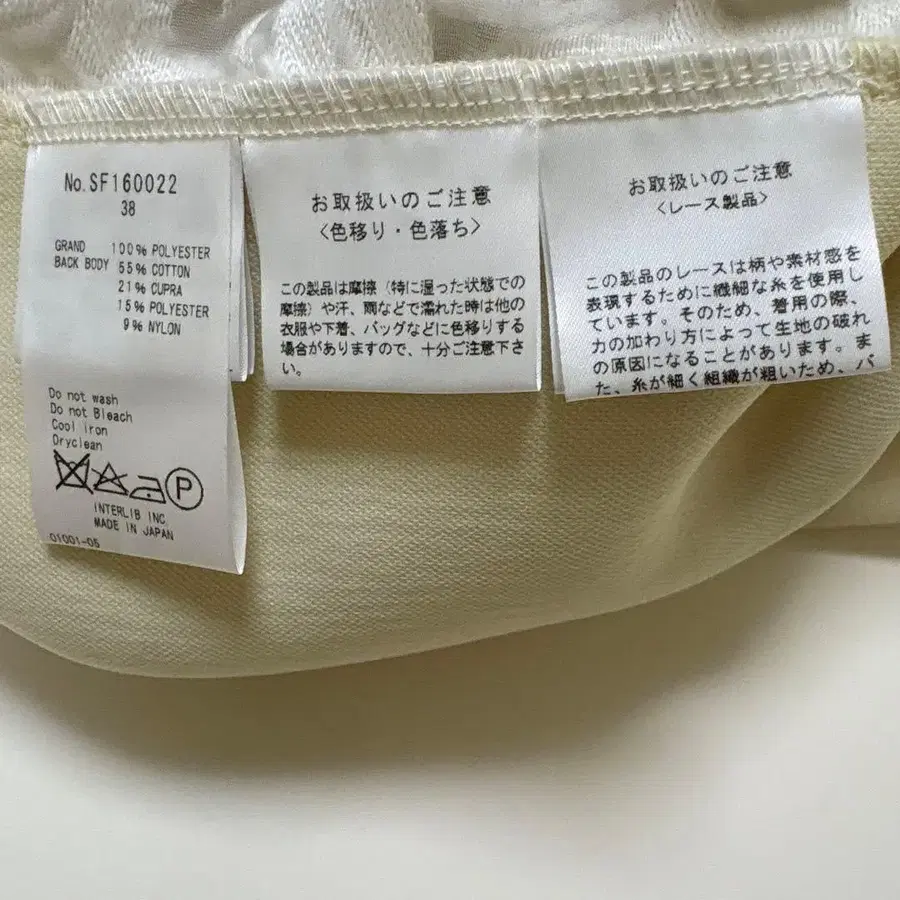 No. SF160022
38
GRAND 100% POLYESTER
BACK BODY 55% COTTON
21% CUPRA
15% POLYESTER
9% NYLON
Do not wash
Do not Bleach
Cool iron
Dryclean
P
INTERLIB INC.
MADE IN JAPAN
01001-05
お取扱いのご注意
<色移り・色落ち>
この製品は摩擦(特に湿った状態での
摩擦)や汗、雨などで濡れた時は他の
衣服や下着、バッグなどに色移りする
場合がありますので、十分ご注意下さ
い。
お取扱いのご注意
<レース製品>
この製品のレースは柄や素材感を
表現するために繊細な糸を使用し
ています。そのため、着用の際、
力の加わり方によって生地の破れ
の原因になることがあります。ま
た、糸が細く組織が粗いため、バ